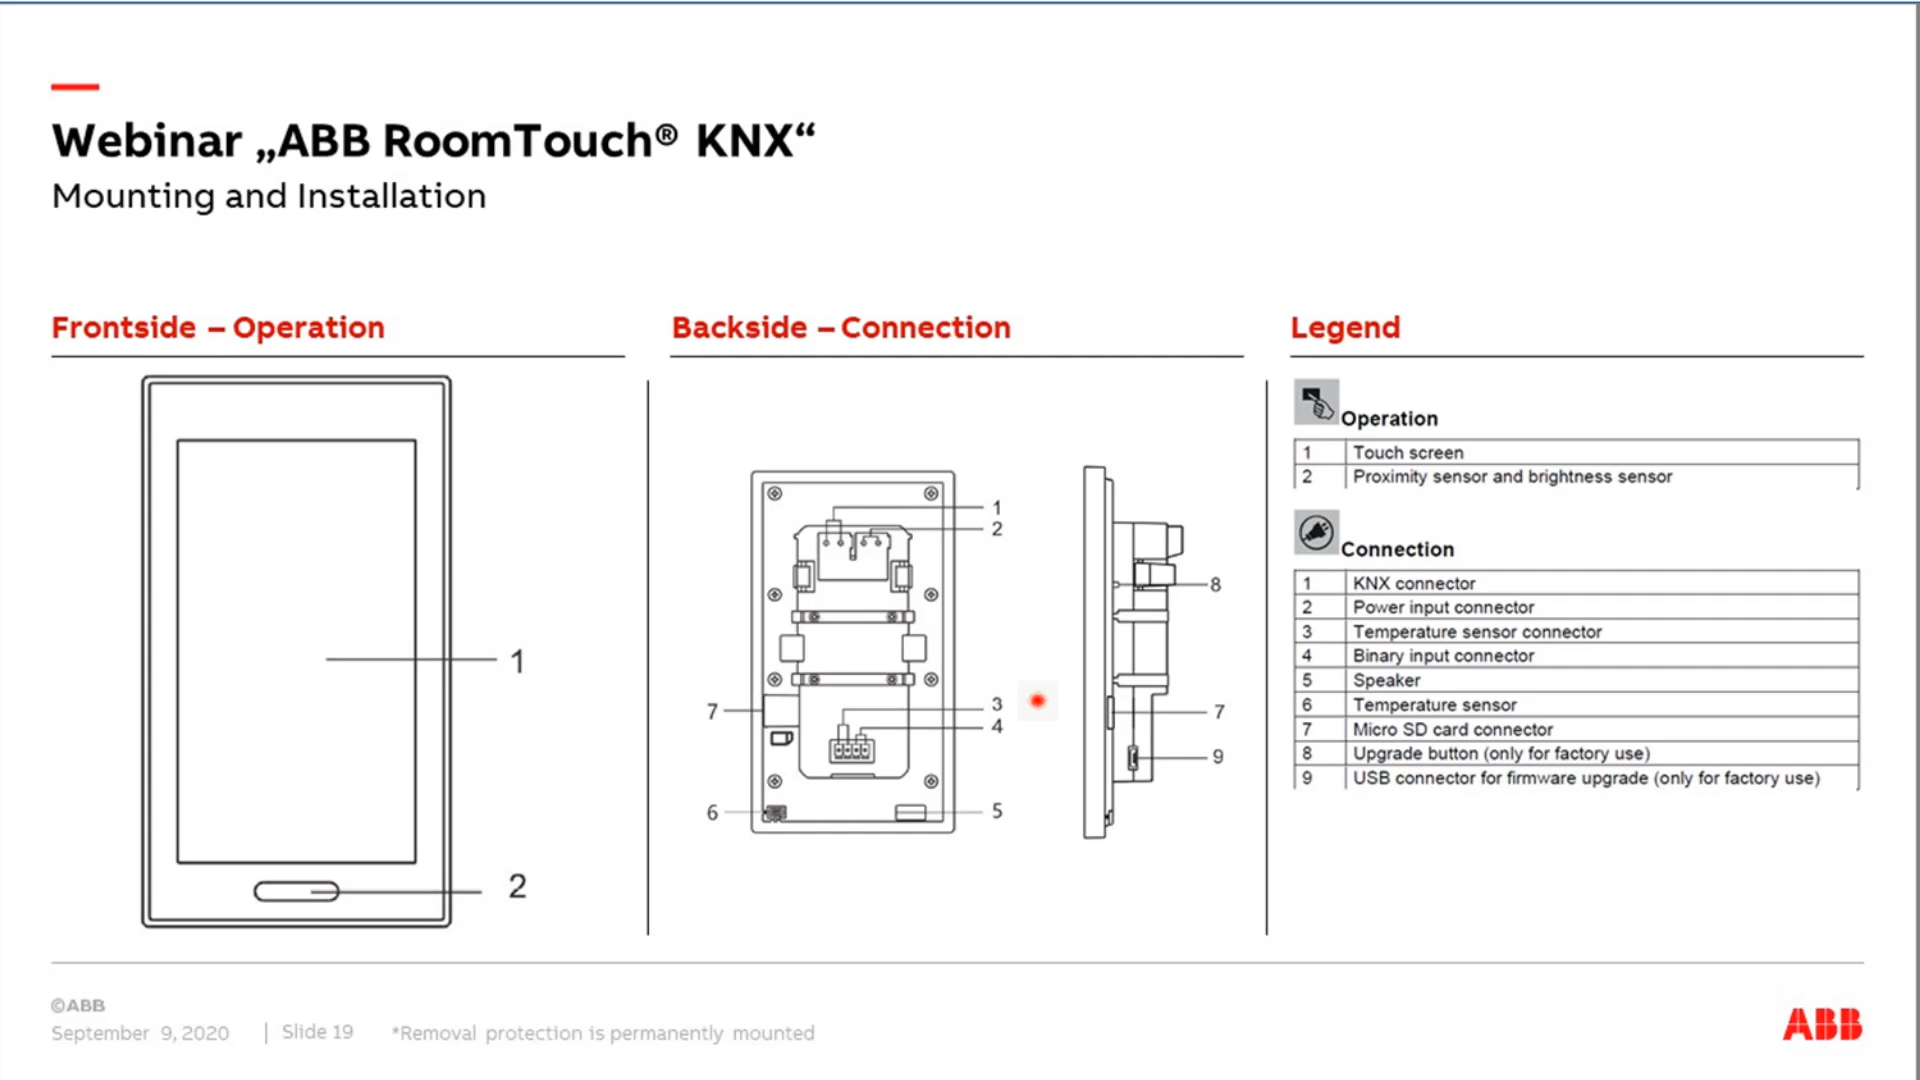 Webinar „ABB RoomTouch® KNX“
Mounting and Installation
Frontside – Operation
1
2
Backside – Connection
1
2
3
4
7
6
5
8
7
9
Legend
Operation
1 Touch screen
2 Proximity sensor and brightness sensor
Connection
1 KNX connector
2 Power input connector
3 Temperature sensor connector
4 Binary input connector
5 Speaker
6 Temperature sensor
7 Micro SD card connector
8 Upgrade button (only for factory use)
9 USB connector for firmware upgrade (only for factory use)
©ABB
September 9, 2020 | Slide 19 *Removal protection is permanently mounted
ABB